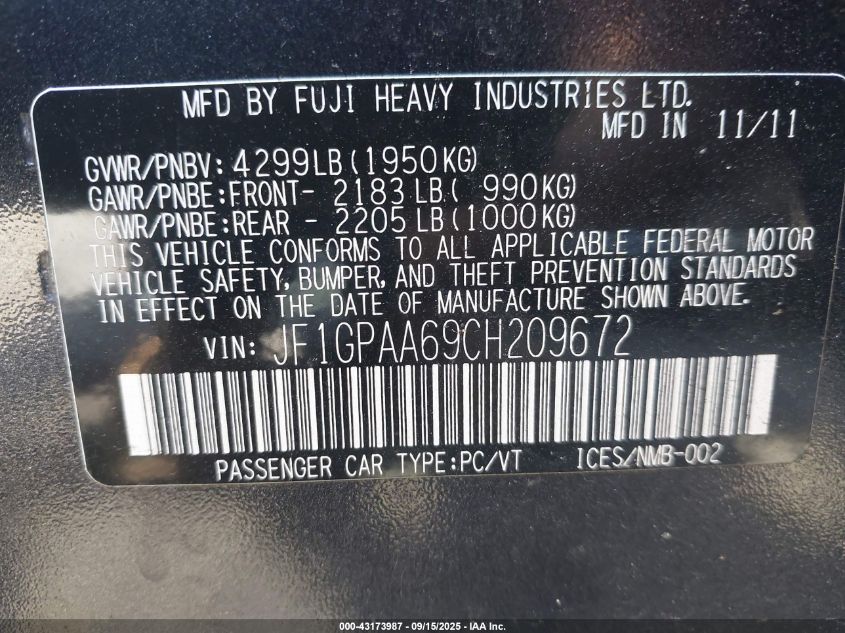 MFD BY FUJI HEAVY INDUSTRIES LTD.
MFD IN 11/11
GVWR/PNBV: 4299LB(1950KG)
GAWR/PNBE:FRONT- 2183 LB( 990KG)
GAWR/PNBE:REAR - 2205 LB(1000KG)
THIS VEHICLE CONFORMS TO ALL APPLICABLE FEDERAL MOTOR
VEHICLE SAFETY, BUMPER, AND THEFT PREVENTION STANDARDS
IN EFFECT ON THE DATE OF MANUFACTURE SHOWN ABOVE.
VIN: JF1GPAA69CH209672
PASSENGER CAR TYPE:PC/VT ICES/NMB-002
000-43173987 - 09/15/2025 - IAA Inc.